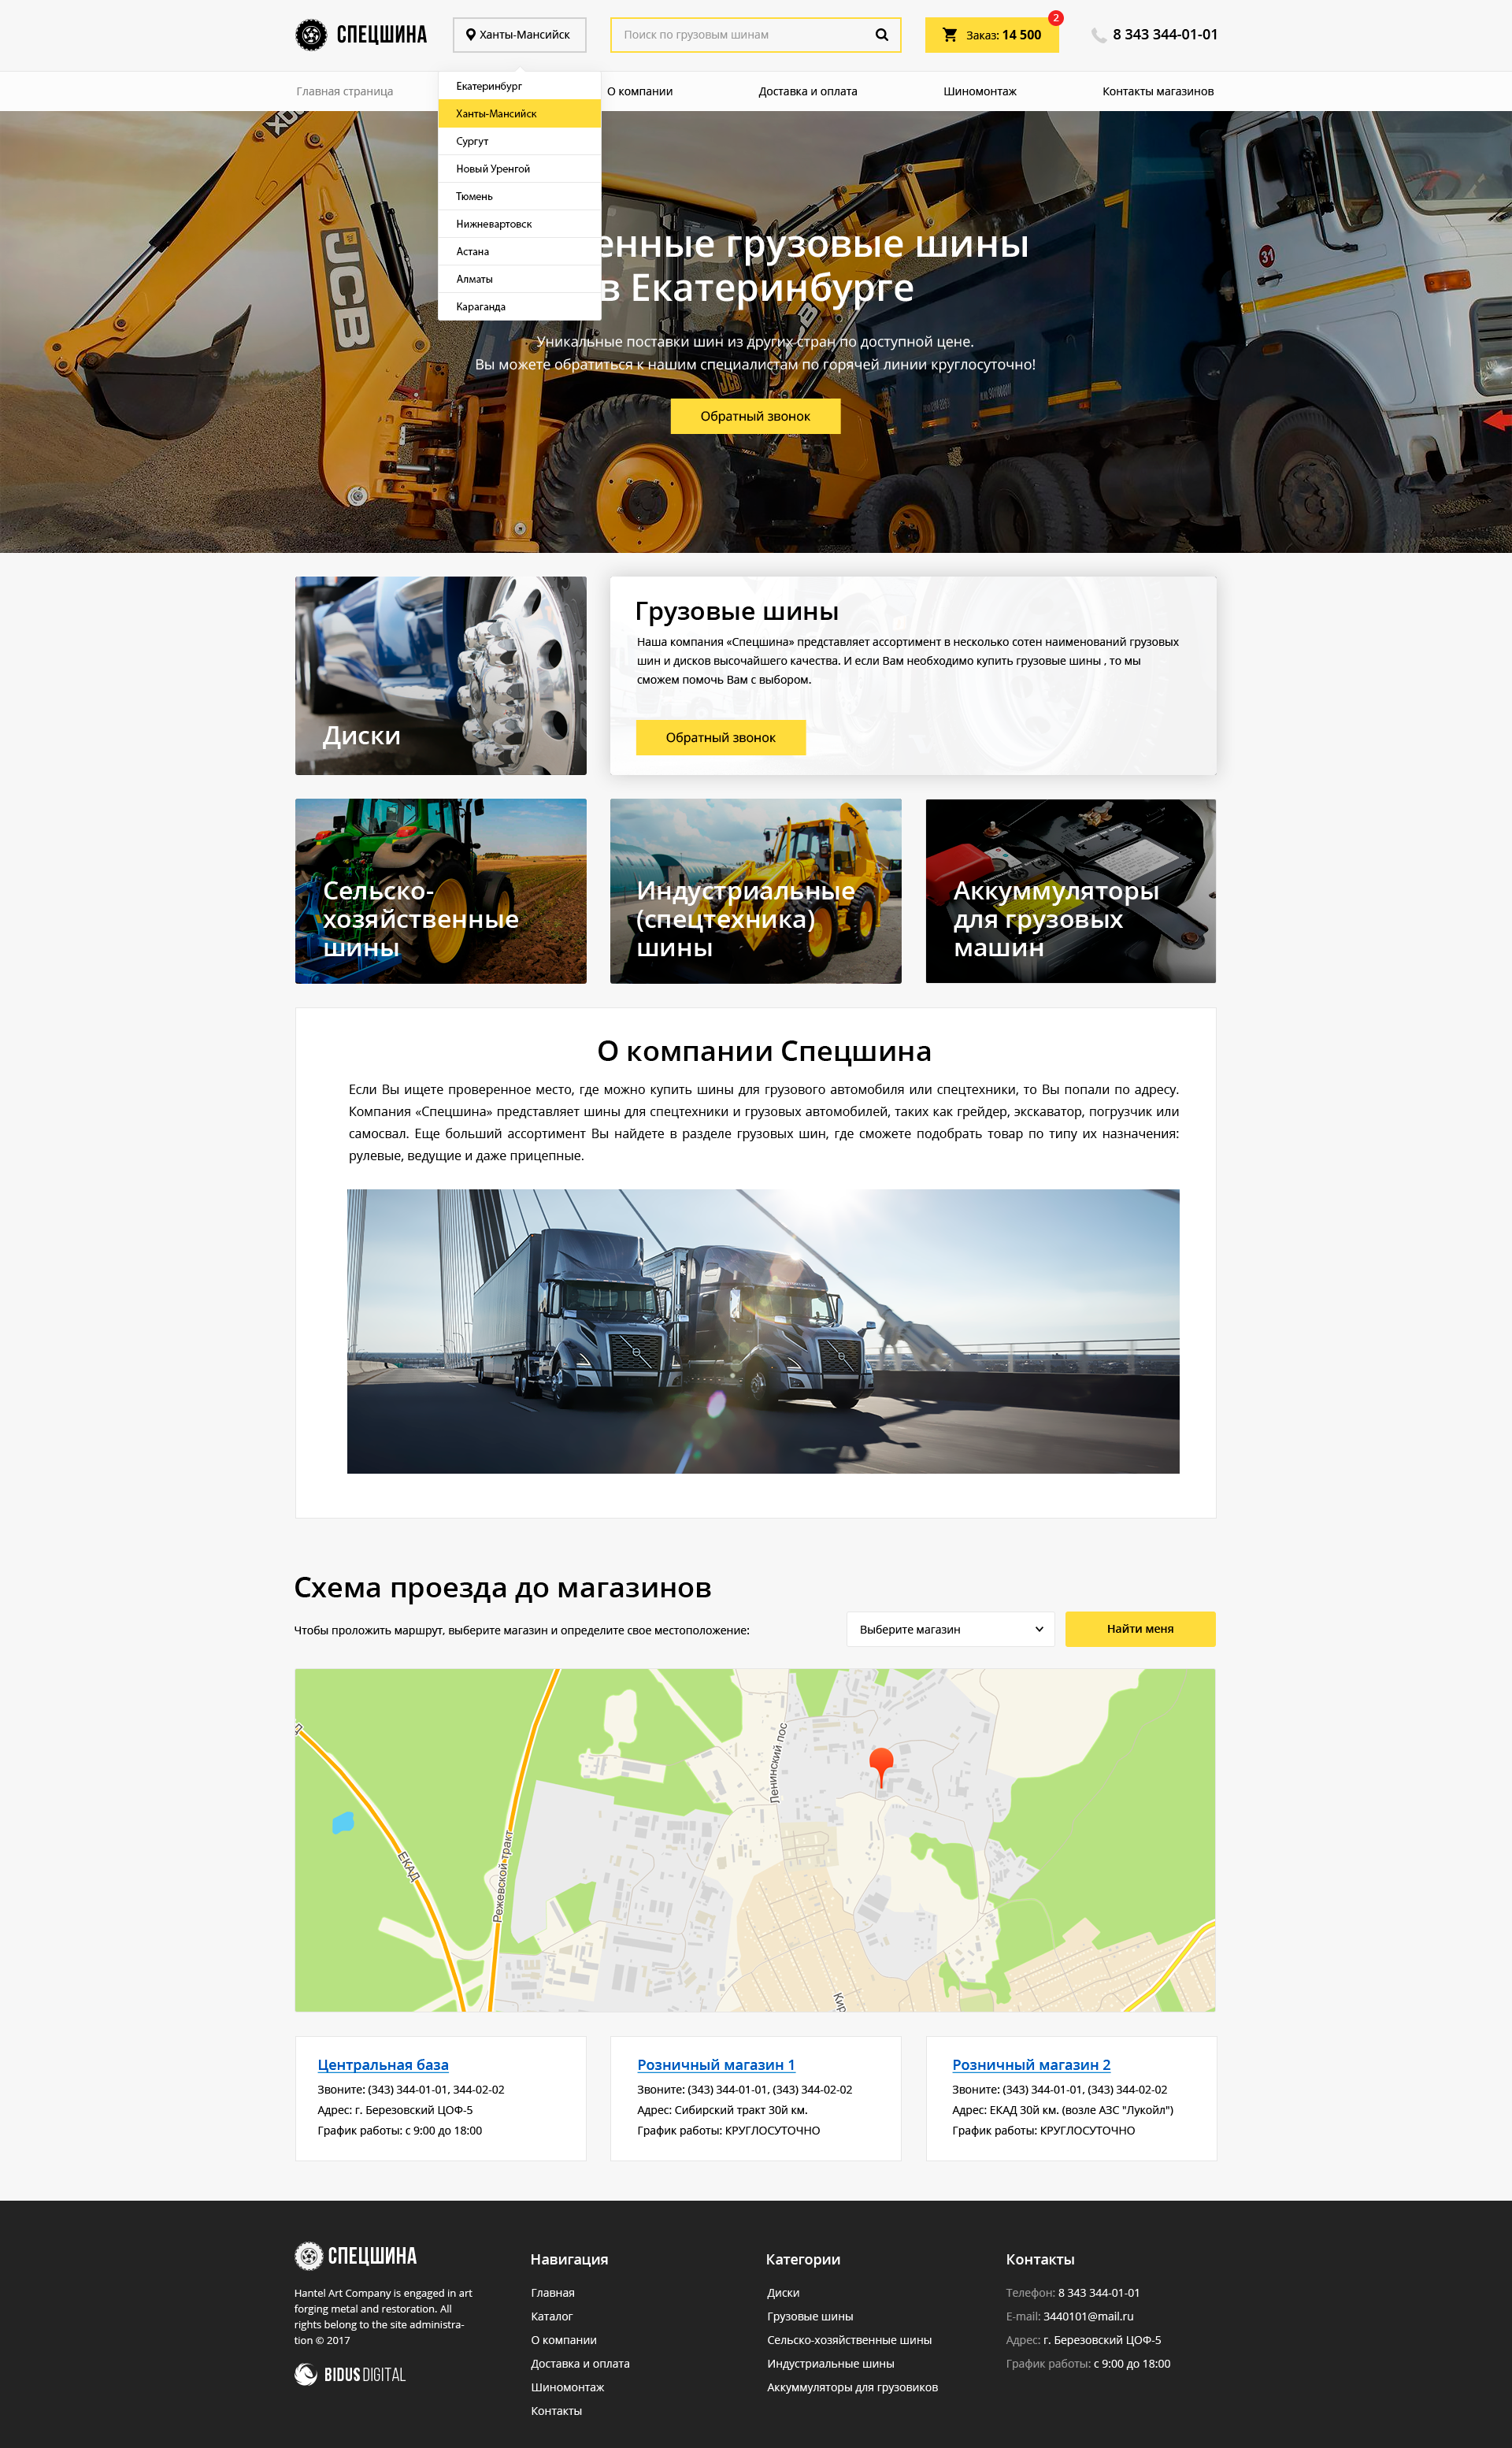 СПЕЦШИНА
Ханты-Мансийск
Поиск по грузовым шинам
Заказ: 14 500
2
8 343 344-01-01
Главная страница
О компании
Доставка и оплата
Шиномонтаж
Контакты магазинов
Екатеринбург
Ханты-Мансийск
Сургут
Новый Уренгой
Тюмень
Нижневартовск
Астана
Алматы
Караганда
JCB
31
енные грузовые шины
в Екатеринбурге
Уникальные поставки шин из других стран по доступной цене.
Вы можете обратиться к нашим специалистам по горячей линии круглосуточно!
Обратный звонок
Диски
Грузовые шины
Наша компания «Спецшина» представляет ассортимент в несколько сотен наименований грузовых
шин и дисков высочайшего качества. И если Вам необходимо купить грузовые шины , то мы
сможем помочь Вам с выбором.
Обратный звонок
Сельско-
хозяйственные
шины
Индустриальные
(спецтехника)
шины
Аккуммуляторы
для грузовых
машин
О компании Спецшина
Если Вы ищете проверенное место, где можно купить шины для грузового автомобиля или спецтехники, то Вы попали по адресу.
Компания «Спецшина» представляет шины для спецтехники и грузовых автомобилей, таких как грейдер, экскаватор, погрузчик или
самосвал. Еще больший ассортимент Вы найдете в разделе грузовых шин, где сможете подобрать товар по типу их назначения:
рулевые, ведущие и даже прицепные.
Схема проезда до магазинов
Чтобы проложить маршрут, выберите магазин и определите свое местоположение:
Выберите магазин
Найти меня
Ленинский пос
ЕКАД
Режевской тракт
Кир
Центральная база
Звоните: (343) 344-01-01, 344-02-02
Адрес: г. Березовский ЦОФ-5
График работы: с 9:00 до 18:00
Розничный магазин 1
Звоните: (343) 344-01-01, (343) 344-02-02
Адрес: Сибирский тракт 30й км.
График работы: КРУГЛОСУТОЧНО
Розничный магазин 2
Звоните: (343) 344-01-01, (343) 344-02-02
Адрес: ЕКАД 30й км. (возле АЗС "Лукойл")
График работы: КРУГЛОСУТОЧНО
СПЕЦШИНА
Hantel Art Company is engaged in art
forging metal and restoration. All
rights belong to the site administra-
tion © 2017
BIDUS DIGITAL
Навигация
Главная
Каталог
О компании
Доставка и оплата
Шиномонтаж
Контакты
Категории
Диски
Грузовые шины
Сельско-хозяйственные шины
Индустриальные шины
Аккуммуляторы для грузовиков
Контакты
Телефон: 8 343 344-01-01
E-mail: 3440101@mail.ru
Адрес: г. Березовский ЦОФ-5
График работы: с 9:00 до 18:00